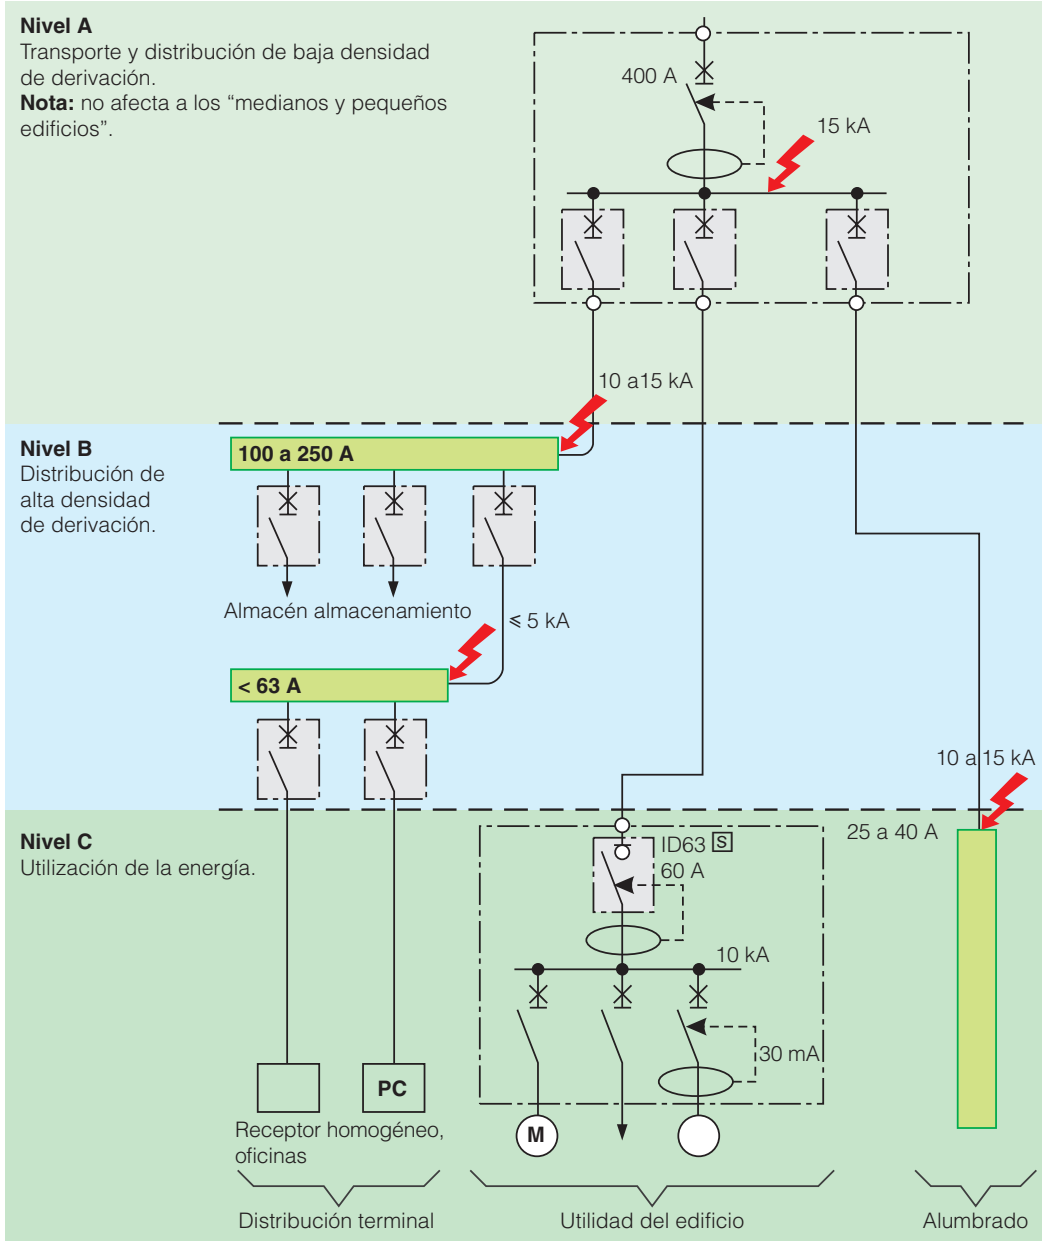 Nivel A
Transporte y distribución de baja densidad
de derivación.
Nota: no afecta a los “medianos y pequeños
edificios”.
400 A
15 kA
10 a15 kA
Nivel B
Distribución de
alta densidad
de derivación.
100 a 250 A
Almacén almacenamiento
⩽ 5 kA
< 63 A
10 a 15 kA
Nivel C
Utilización de la energía.
25 a 40 A
ID63 S
60 A
10 kA
30 mA
PC
M
Receptor homogéneo,
oficinas
Distribución terminal
Utilidad del edificio
Alumbrado